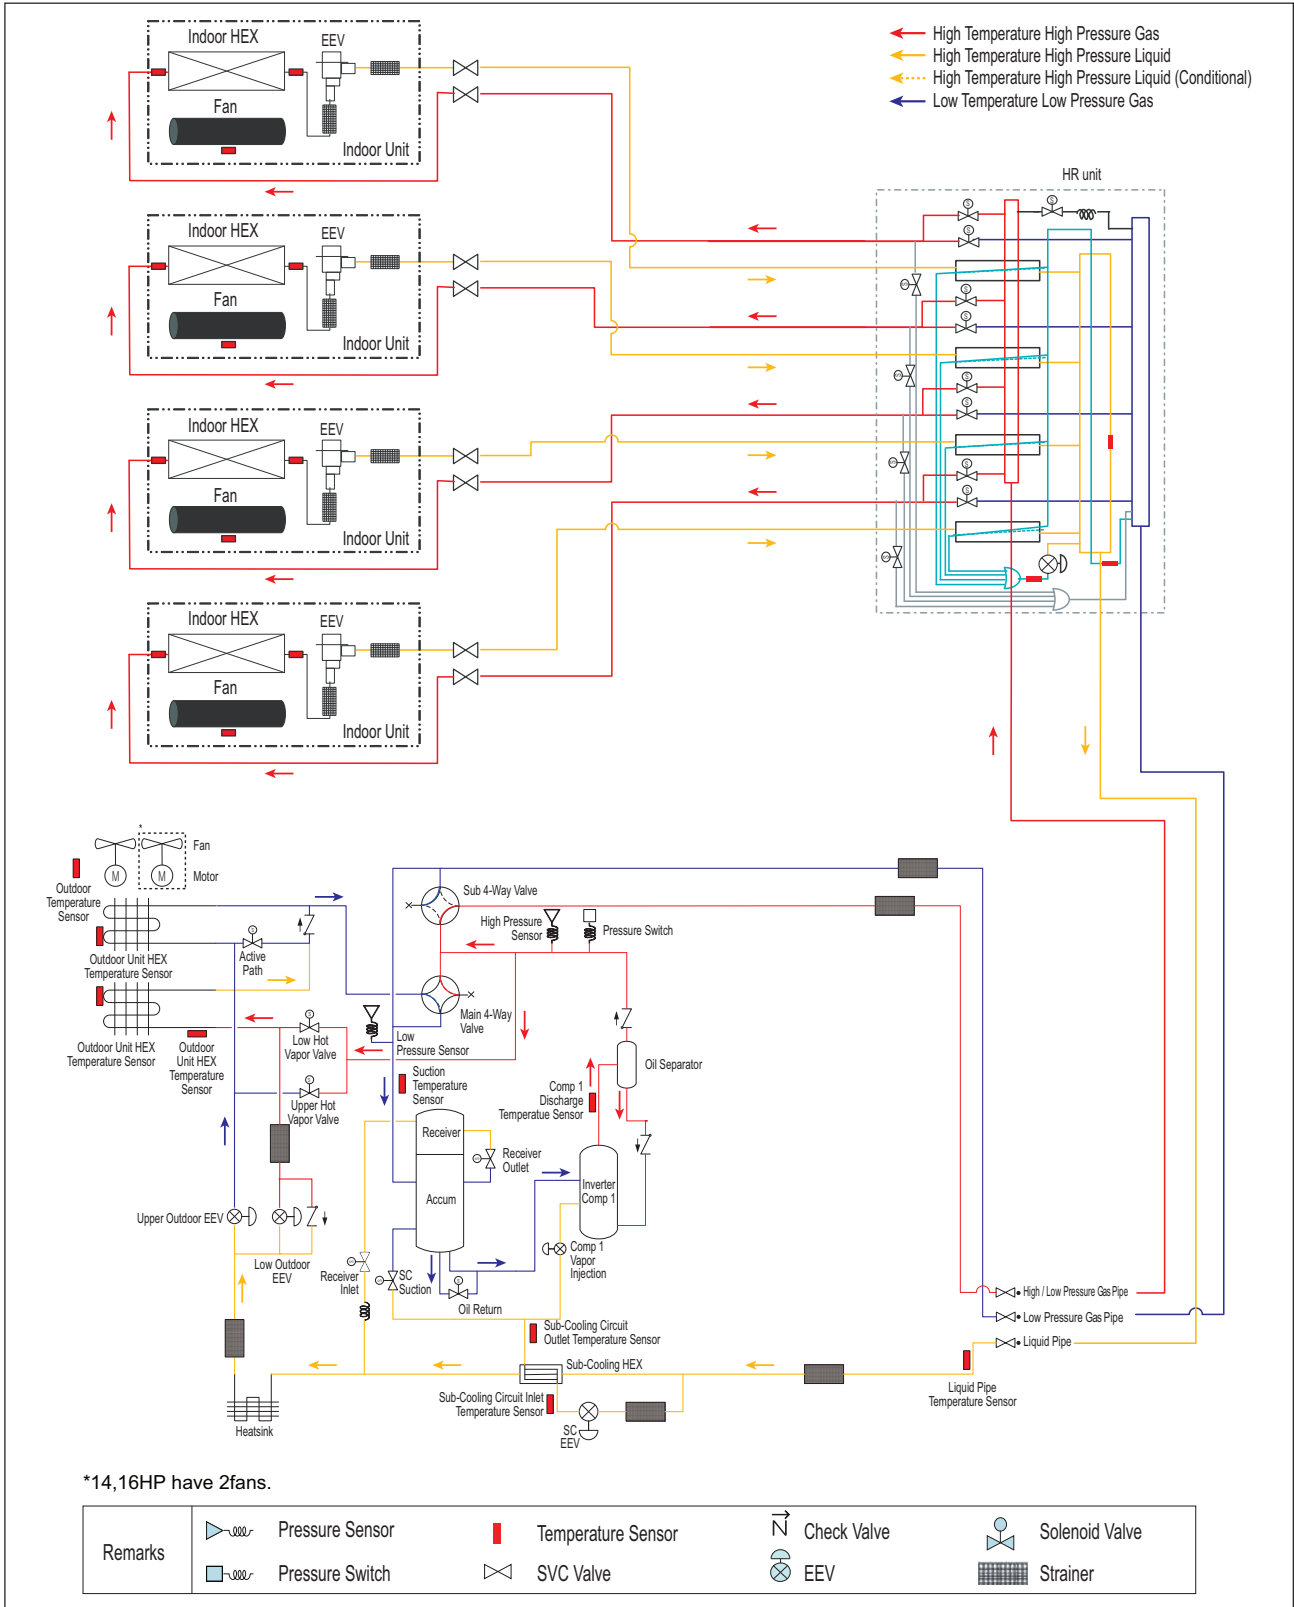 High Temperature High Pressure Gas
High Temperature High Pressure Liquid
High Temperature High Pressure Liquid (Conditional)
Low Temperature Low Pressure Gas
Indoor HEX
EEV
Fan
Indoor Unit
HR unit
S
S
S
S
S
S
S
S
S
S
S
S
S
Indoor HEX
EEV
Fan
Indoor Unit
Indoor HEX
EEV
Fan
Indoor Unit
Indoor HEX
EEV
Fan
Indoor Unit
*
Fan
M
M
Motor
Outdoor
Temperature
Sensor
Sub 4-Way Valve
High Pressure
Sensor
Pressure Switch
S
Active
Path
Outdoor Unit HEX
Temperature Sensor
Main 4-Way
Valve
S
Low Hot
Vapor Valve
Low
Pressure Sensor
Outdoor Unit HEX
Temperature Sensor
Outdoor
Unit HEX
Temperature
Sensor
Oil Separator
Suction
Temperature
Sensor
S
Upper Hot
Vapor Valve
Comp 1
Discharge
Temperatue Sensor
Receiver
S
Receiver
Outlet
Accum
Inverter
Comp 1
Upper Outdoor EEV
Low Outdoor
EEV
S
Receiver
Inlet
S
SC
Suction
S
Oil Return
Comp 1
Vapor
Injection
High / Low Pressure Gas Pipe
Low Pressure Gas Pipe
Liquid Pipe
Sub-Cooling Circuit
Outlet Temperature Sensor
Sub-Cooling HEX
Liquid Pipe
Temperature Sensor
Sub-Cooling Circuit Inlet
Temperature Sensor
SC
EEV
Heatsink
*14,16HP have 2fans.
Remarks
Pressure Sensor
Temperature Sensor
Check Valve
Solenoid Valve
Pressure Switch
SVC Valve
EEV
Strainer